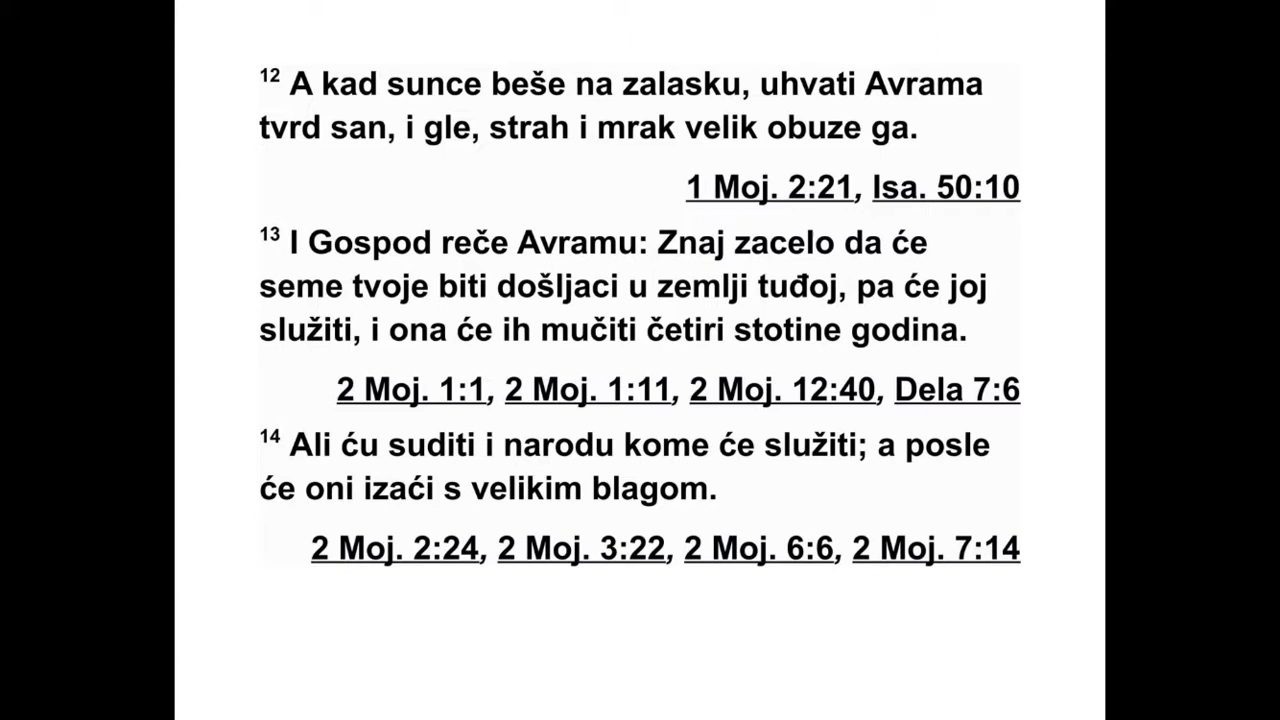 12 A kad sunce beše na zalasku, uhvati Avrama
tvrd san, i gle, strah i mrak velik obuze ga.
1 Moj. 2:21, Isa. 50:10
13 I Gospod reče Avramu: Znaj zacelo da će
seme tvoje biti došljaci u zemlji tuđoj, pa će joj
služiti, i ona će ih mučiti četiri stotine godina.
2 Moj. 1:1, 2 Moj. 1:11, 2 Moj. 12:40, Dela 7:6
14 Ali ću suditi i narodu kome će služiti; a posle
će oni izaći s velikim blagom.
2 Moj. 2:24, 2 Moj. 3:22, 2 Moj. 6:6, 2 Moj. 7:14